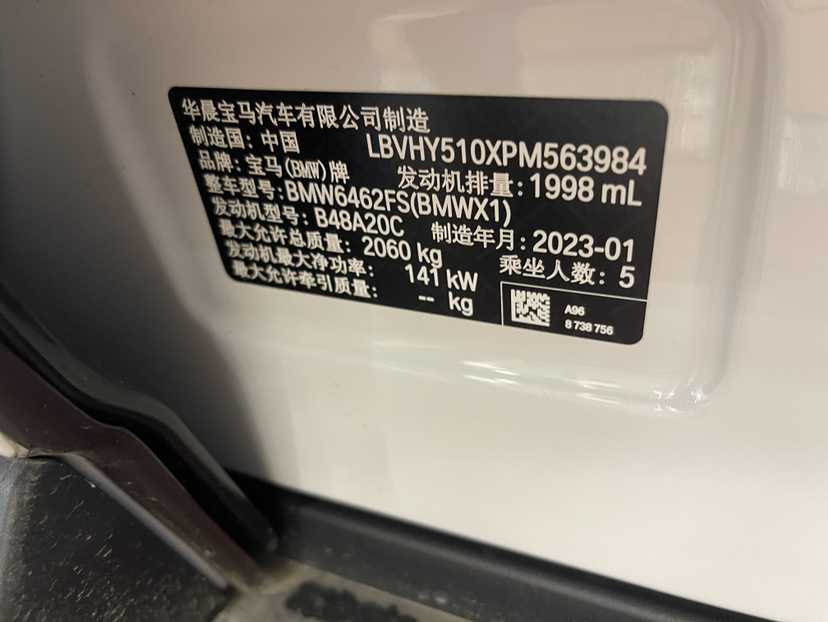 华晨宝马汽车有限公司制造
制造国：中国 LBVHY510XPM563984
品牌：宝马(BMW)牌 发动机排量：1998 mL
整车型号：BMW6462FS(BMWX1)
发动机型号：B48A20C 制造年月：2023-01
最大允许总质量：2060 kg 乘坐人数：5
发动机最大净功率：141 kW
最大允许牵引质量：-- kg
A96
8 738 756